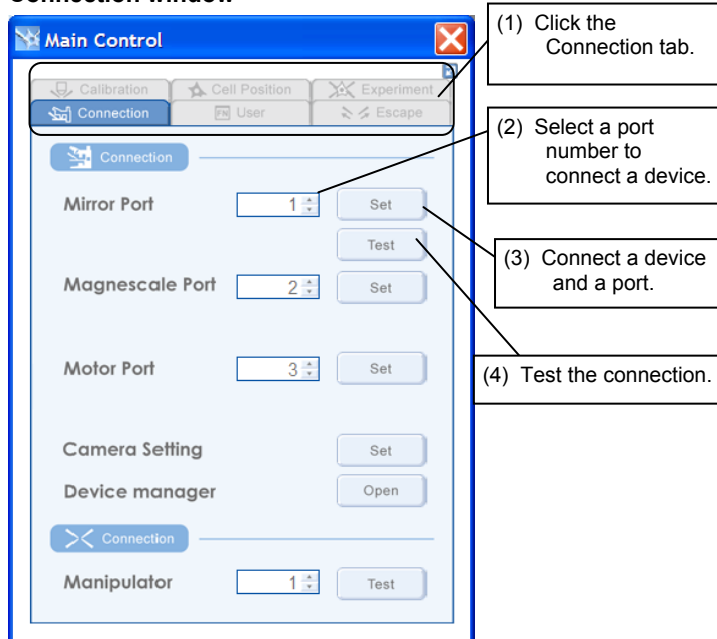 Connection window
Main Control
(1) Click the
Connection tab.
Calibration
Cell Position
Experiment
Connection
FN User
Escape
(2) Select a port
number to
connect a device.
Connection
Mirror Port
1
Set
Test
(3) Connect a device
and a port.
Magnescale Port
2
Set
Motor Port
3
Set
(4) Test the connection.
Camera Setting
Set
Device manager
Open
Connection
Manipulator
1
Test